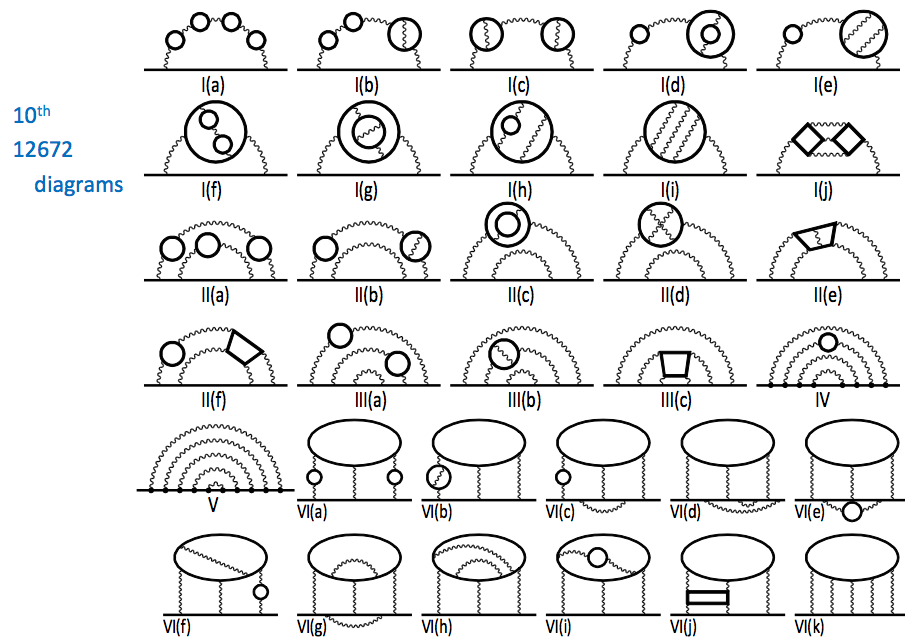 I(a) I(b) I(c) I(d) I(e)
10th
12672
diagrams
I(f) I(g) I(h) I(i) I(j)
II(a) II(b) II(c) II(d) II(e)
II(f) III(a) III(b) III(c) IV
V VI(a) VI(b) VI(c) VI(d) VI(e)
VI(f) VI(g) VI(h) VI(i) VI(j) VI(k)